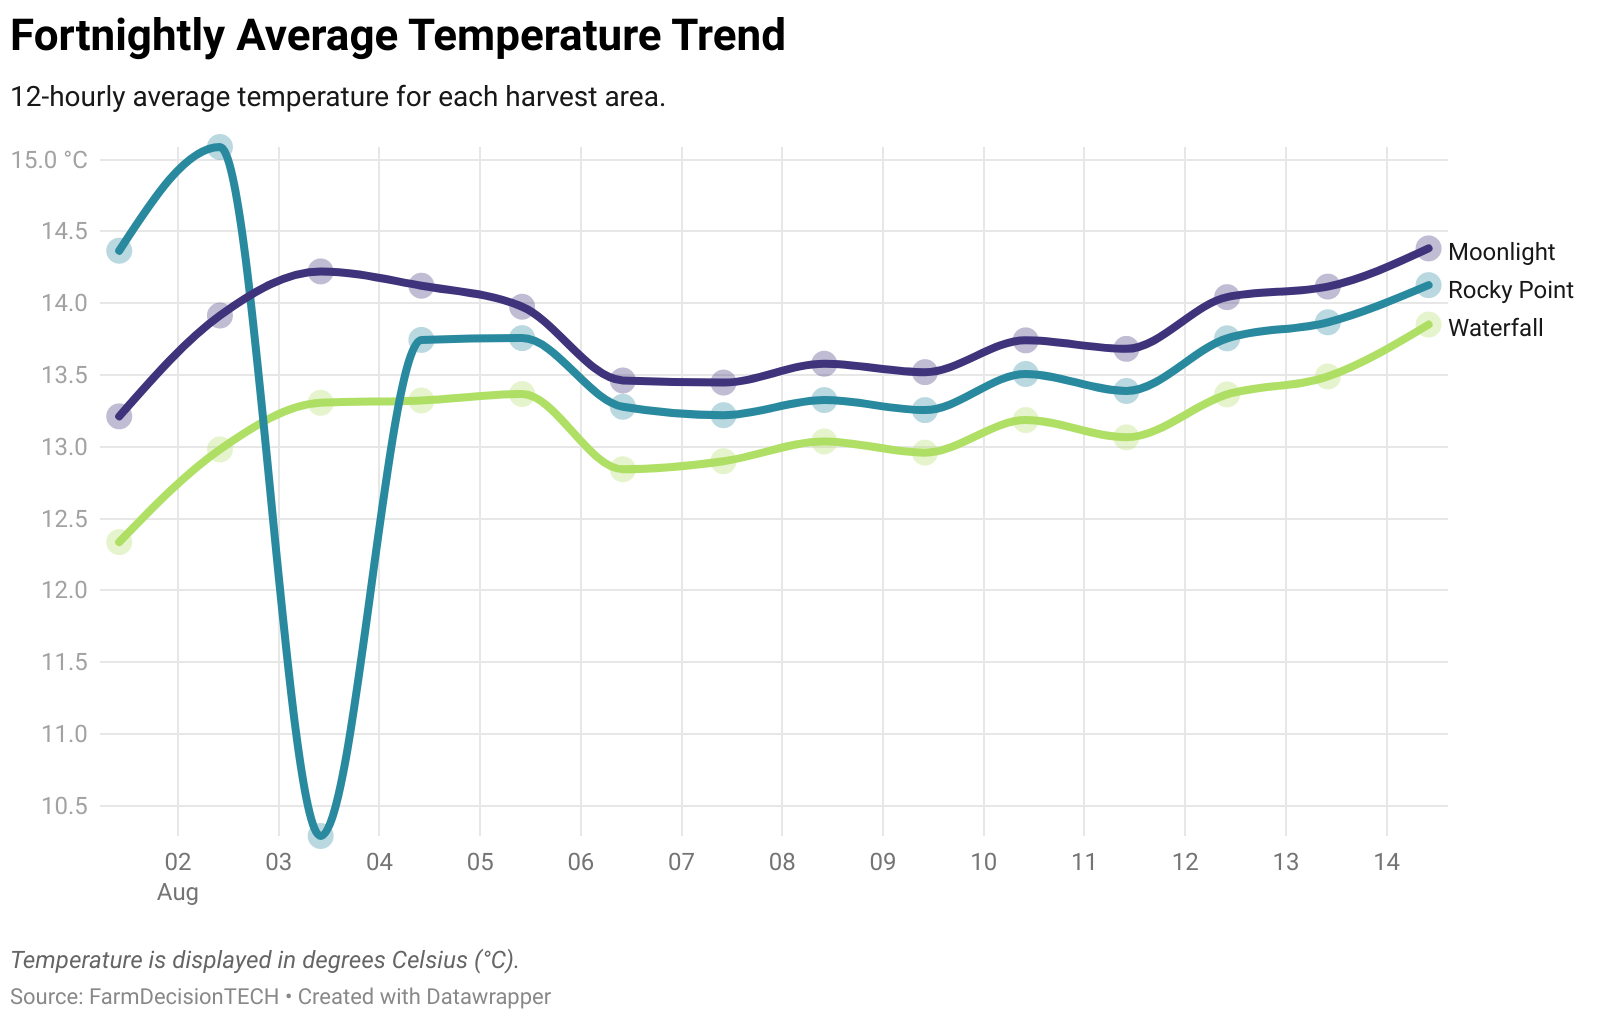 Fortnightly Average Temperature Trend
12-hourly average temperature for each harvest area.
15.0 °C
14.5
14.0
13.5
13.0
12.5
12.0
11.5
11.0
10.5
Moonlight
Rocky Point
Waterfall
02 03 04 05 06 07 08 09 10 11 12 13 14
Aug
Temperature is displayed in degrees Celsius (°C).
Source: FarmDecisionTECH • Created with Datawrapper